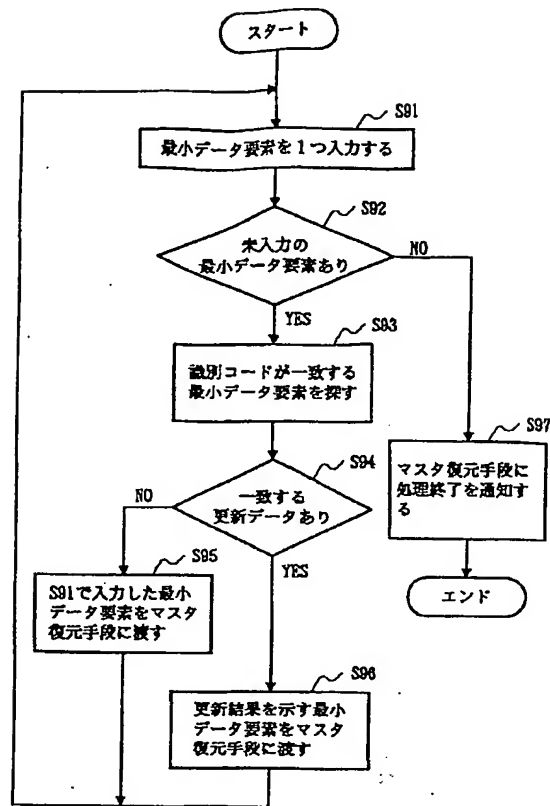 スタート
S91
最小データ要素を1つ入力する
S92
未入力の
最小データ要素あり
NO
YES
S93
識別コードが一致する
最小データ要素を探す
S97
マスタ復元手段に
処理終了を通知す
る
S94
一致する
更新データあり
NO
YES
エンド
S95
S91で入力した最小
データ要素をマスタ
復元手段に渡す
S96
更新結果を示す最小
データ要素をマスタ
復元手段に渡す